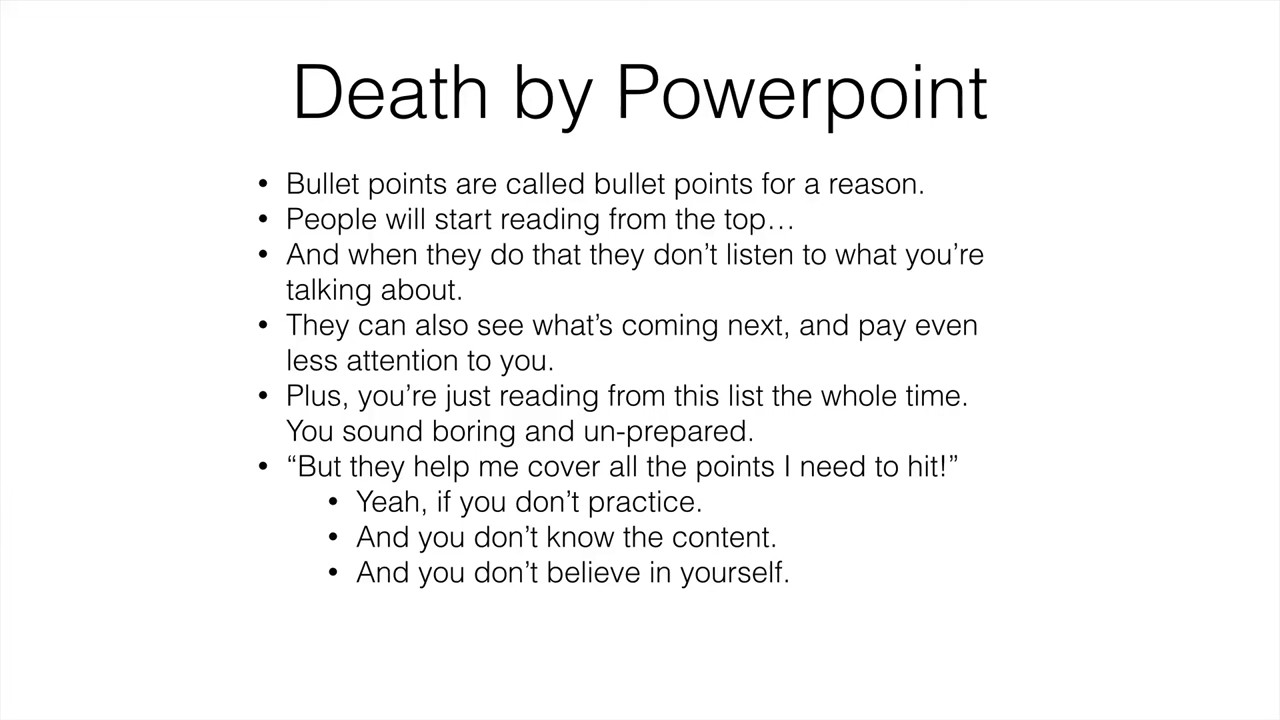 Death by Powerpoint
• Bullet points are called bullet points for a reason.
• People will start reading from the top…
• And when they do that they don’t listen to what you’re
talking about.
• They can also see what’s coming next, and pay even
less attention to you.
• Plus, you’re just reading from this list the whole time.
You sound boring and un-prepared.
• “But they help me cover all the points I need to hit!”
• Yeah, if you don’t practice.
• And you don’t know the content.
• And you don’t believe in yourself.